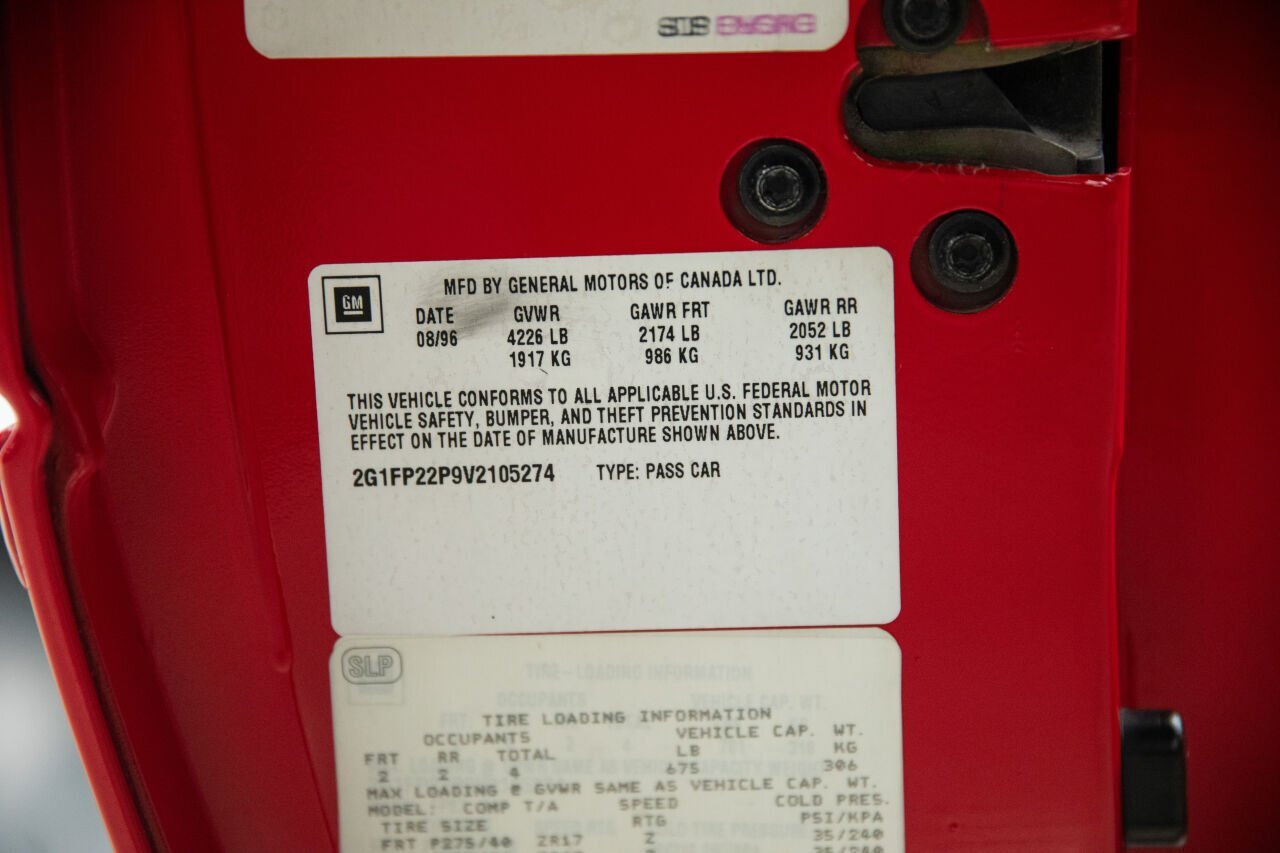 GM
MFD BY GENERAL MOTORS OF CANADA LTD.
DATE GVWR GAWR FRT GAWR RR
08/96 4226 LB 2174 LB 2052 LB
1917 KG 986 KG 931 KG
THIS VEHICLE CONFORMS TO ALL APPLICABLE U.S. FEDERAL MOTOR
VEHICLE SAFETY, BUMPER, AND THEFT PREVENTION STANDARDS IN
EFFECT ON THE DATE OF MANUFACTURE SHOWN ABOVE.
2G1FP22P9V2105274 TYPE: PASS CAR
SLP
TIRE LOADING INFORMATION
OCCUPANTS VEHICLE CAP. WT.
FRT RR TOTAL LB KG
2 2 4 675 306
MAX LOADING @ GVWR SAME AS VEHICLE CAP. WT.
MODEL: COMP T/A SPEED COLD PRES.
TIRE SIZE RTG PSI/KPA
FRT P275/40 ZR17 Z 35/240